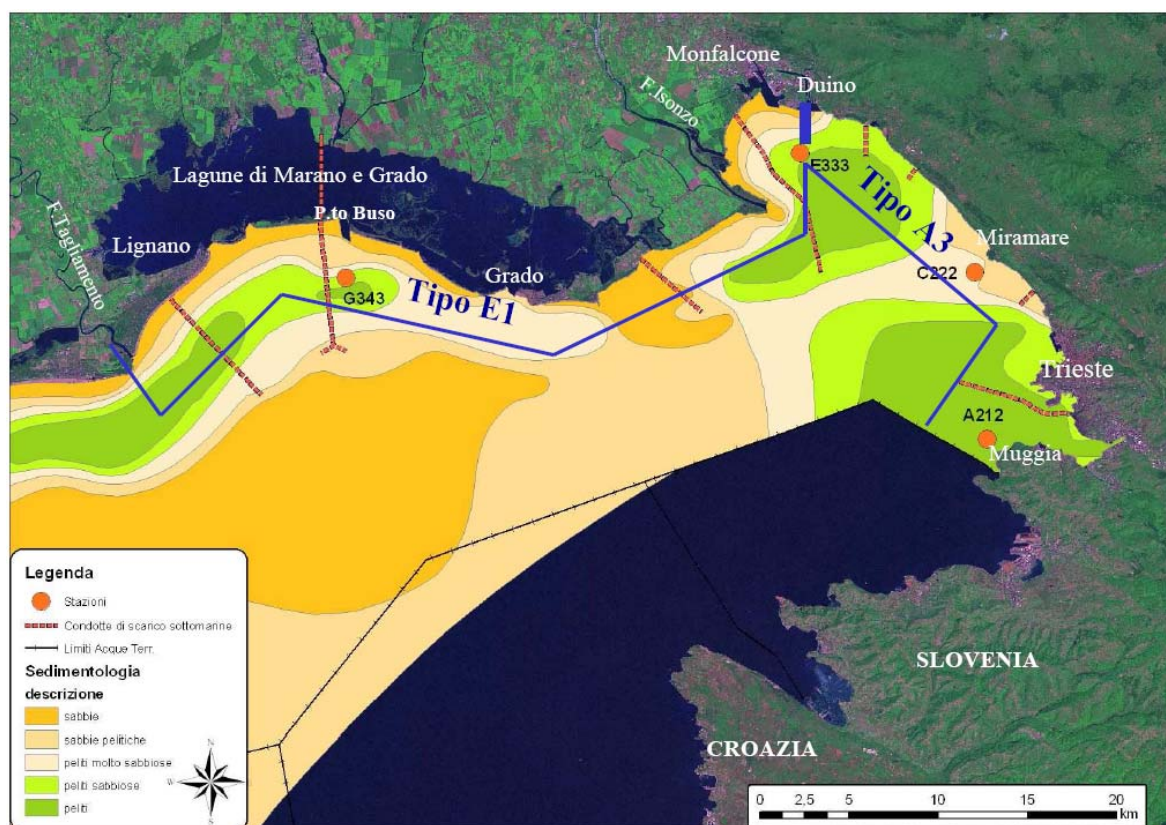 Monfalcone
Duino
F.Isonzo
E333
Lagune di Marano e Grado
P.to Buso
Tipo A3
F.Tagliamento
Lignano
Miramare
C222
Grado
G343
Tipo E1
Trieste
A212
Muggia
SLOVENIA
CROAZIA
Legenda
Stazioni
Condotte di scarico sottomarine
Limiti Acque Terr.
Sedimentologia
descrizione
sabbie
sabbie pelitiche
peliti molto sabbiose
peliti sabbiose
peliti
N
W
E
S
0 2,5 5 10 15 20
km